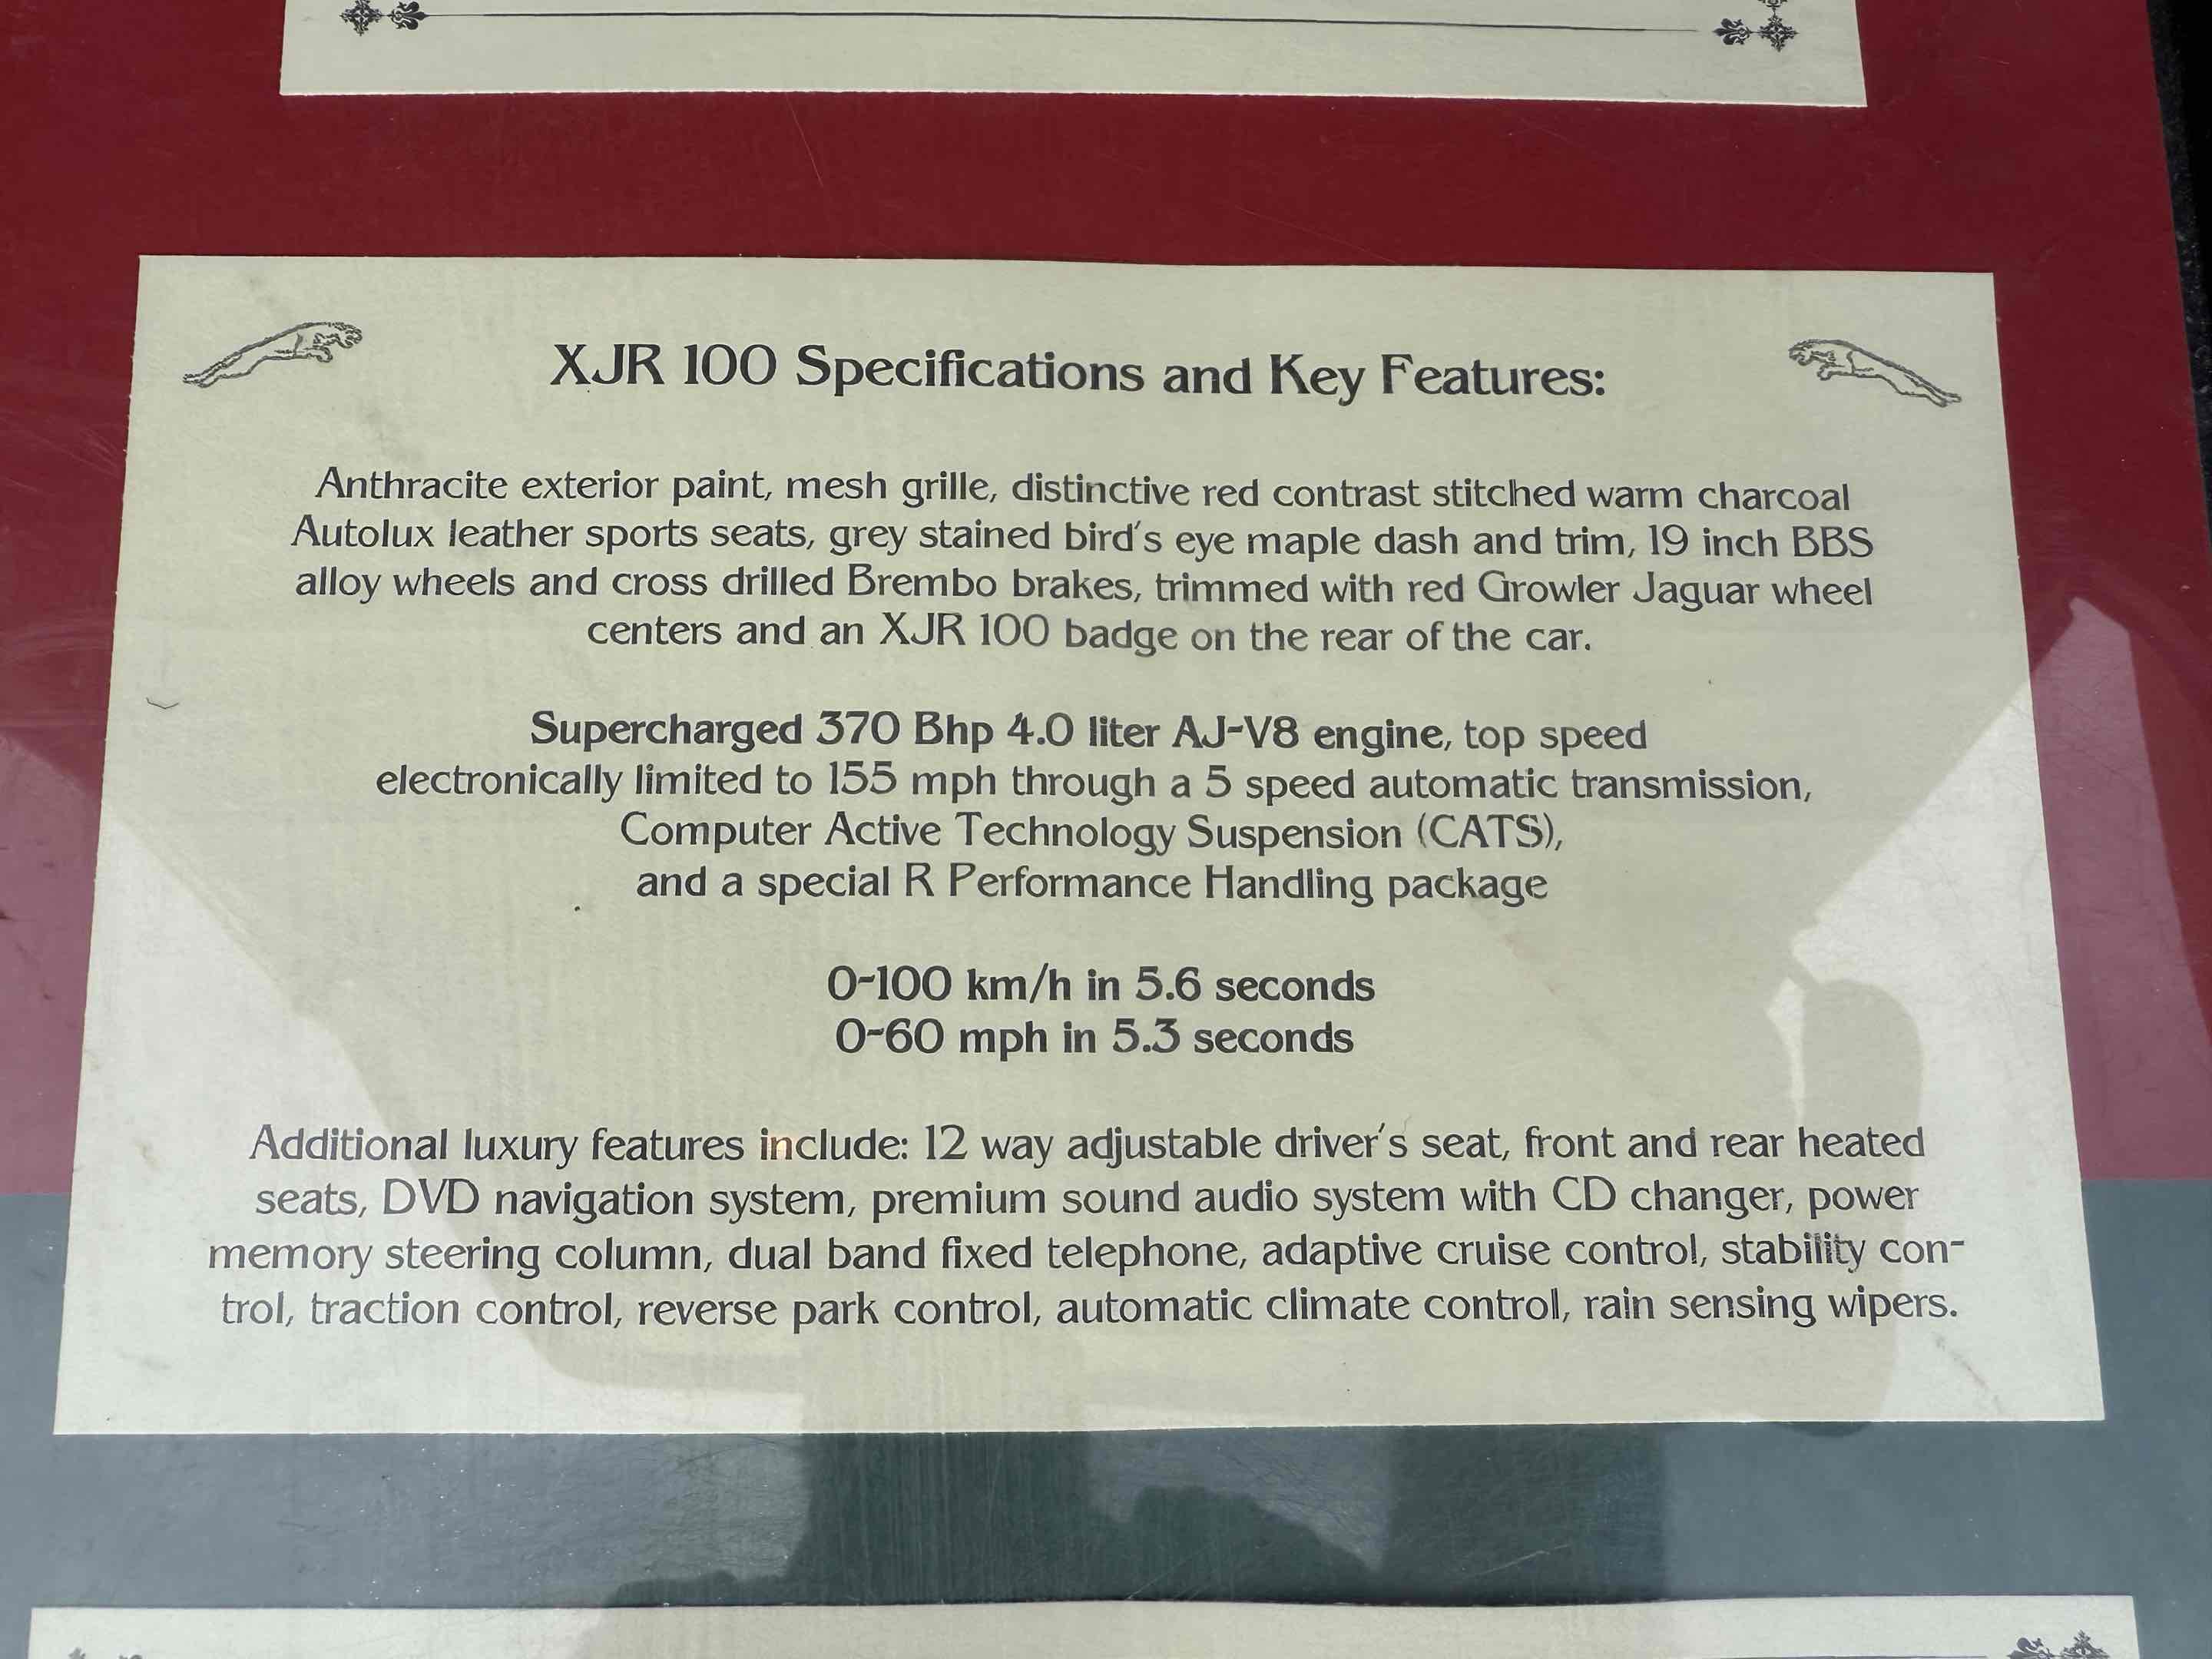 XJR 100 Specifications and Key Features:
Anthracite exterior paint, mesh grille, distinctive red contrast stitched warm charcoal
Autolux leather sports seats, grey stained bird's eye maple dash and trim, 19 inch BBS
alloy wheels and cross drilled Brembo brakes, trimmed with red Growler Jaguar wheel
centers and an XJR 100 badge on the rear of the car.
Supercharged 370 Bhp 4.0 liter AJ-V8 engine, top speed
electronically limited to 155 mph through a 5 speed automatic transmission,
Computer Active Technology Suspension (CATS),
and a special R Performance Handling package
0-100 km/h in 5.6 seconds
0-60 mph in 5.3 seconds
Additional luxury features include: 12 way adjustable driver's seat, front and rear heated
seats, DVD navigation system, premium sound audio system with CD changer, power
memory steering column, dual band fixed telephone, adaptive cruise control, stability con-
trol, traction control, reverse park control, automatic climate control, rain sensing wipers.